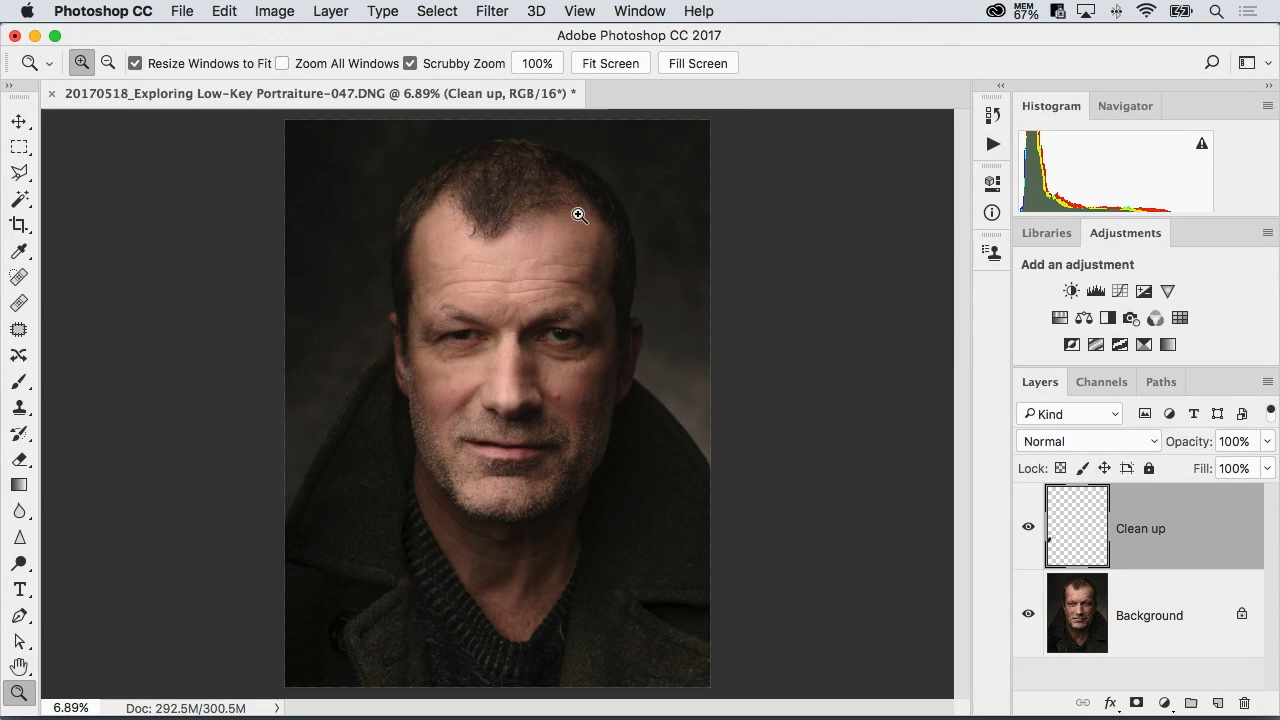 Photoshop CC File Edit Image Layer Type Select Filter 3D View Window Help MEM 67%
Adobe Photoshop CC 2017
Resize Windows to Fit Zoom All Windows Scrubby Zoom 100% Fit Screen Fill Screen
20170518_Exploring Low-Key Portraiture-047.DNG @ 6.89% (Clean up, RGB/16*) *
Histogram Navigator
Libraries Adjustments
Add an adjustment
Layers Channels Paths
Kind
Normal Opacity: 100%
Lock: Fill: 100%
Clean up
Background
6.89% Doc: 292.5M/300.5M
fx